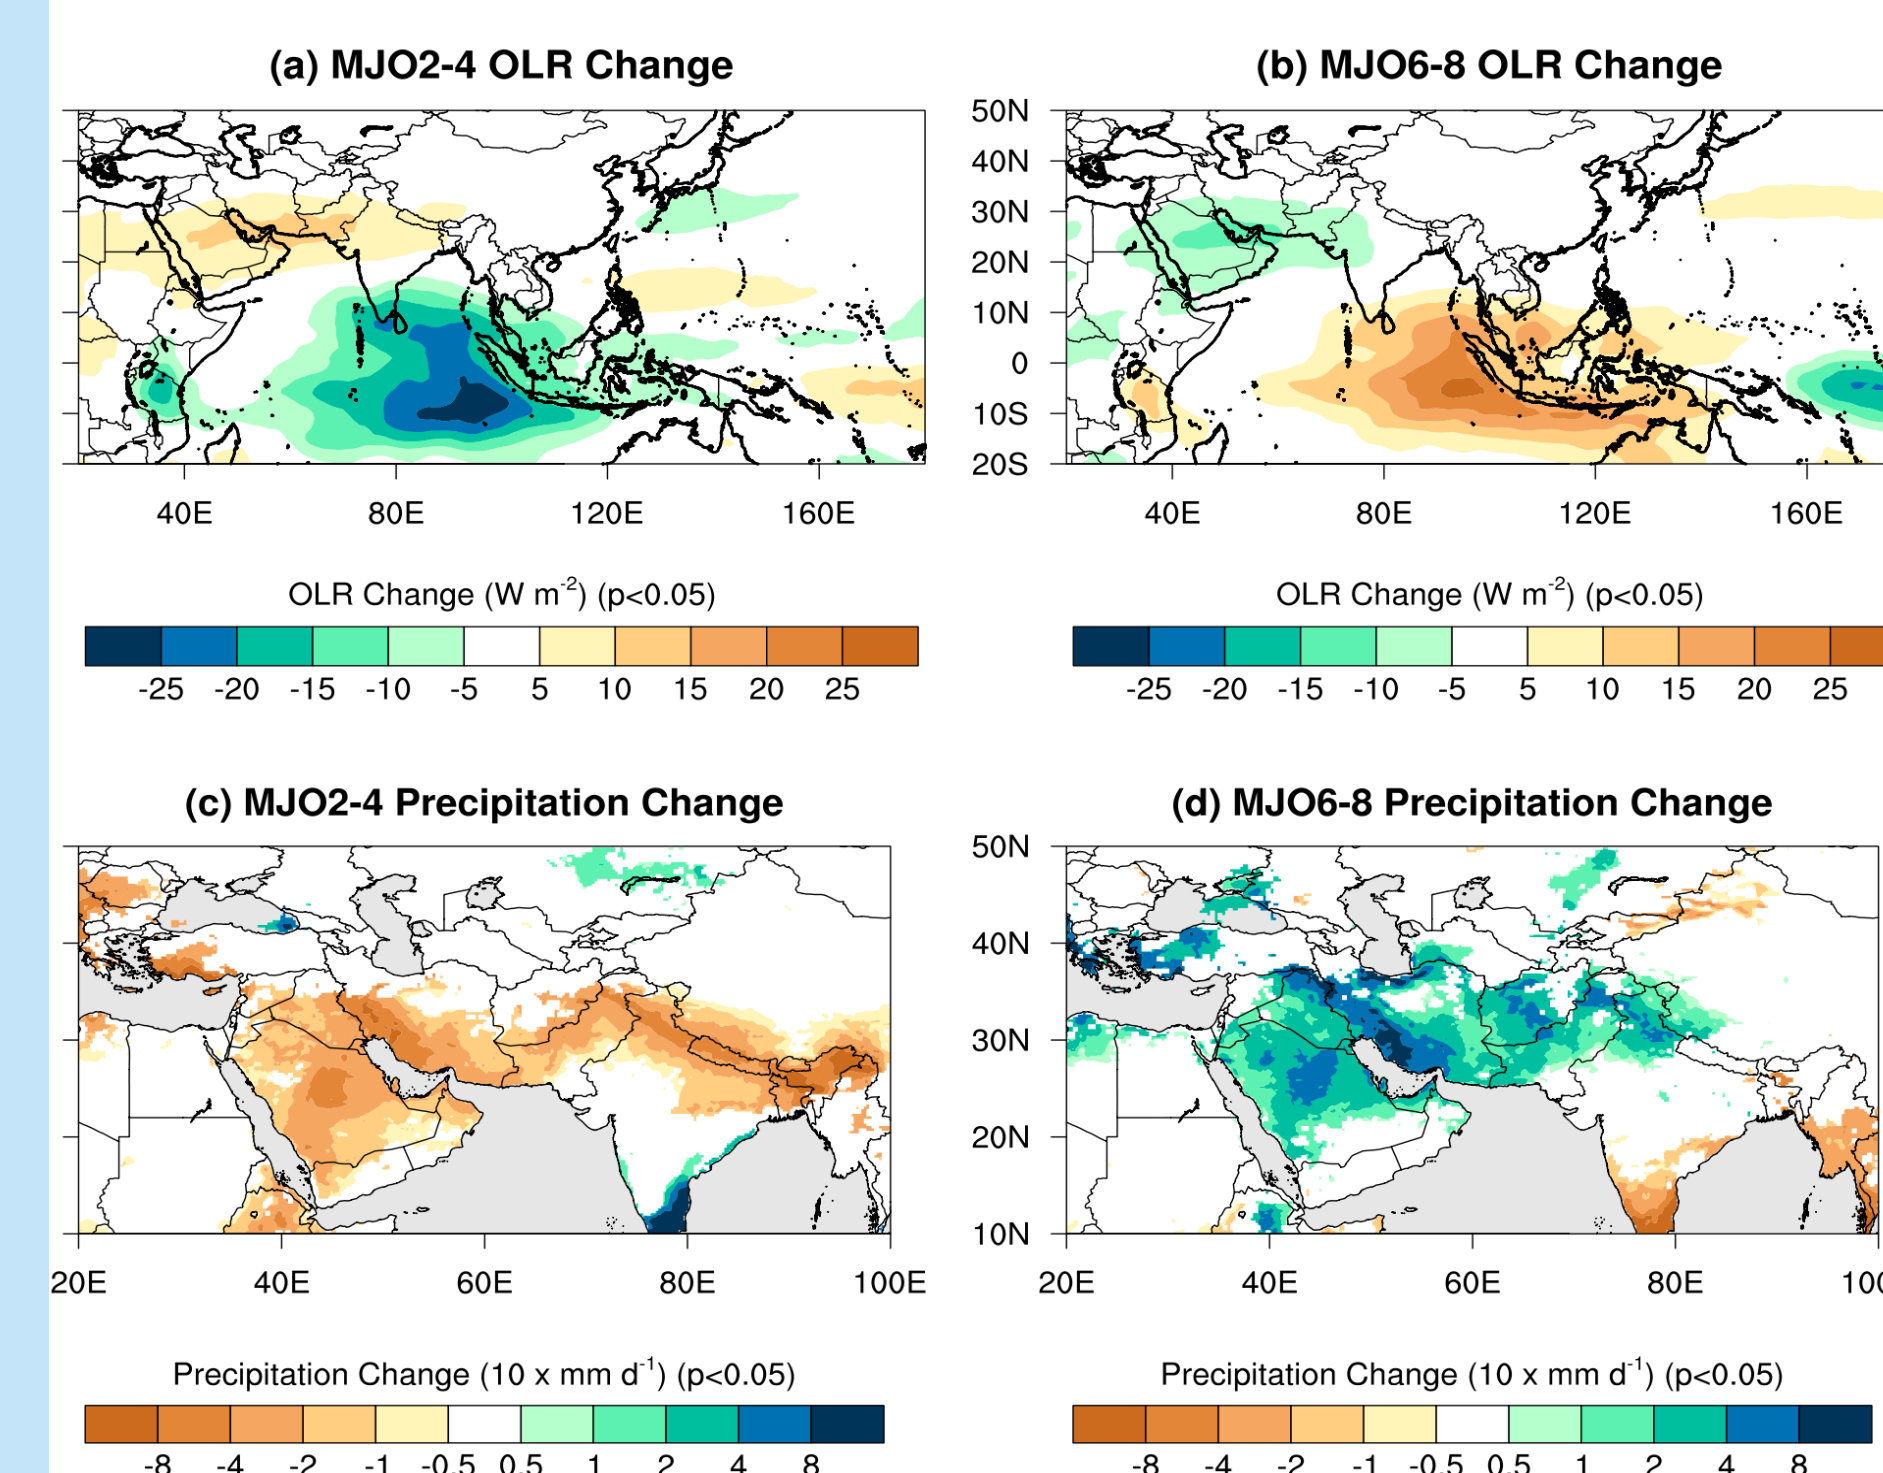 (a) MJO2-4 OLR Change
(b) MJO6-8 OLR Change
50N
40N
30N
20N
10N
0
10S
20S
40E 80E 120E 160E
40E 80E 120E 160E
OLR Change (W m-2) (p<0.05)
OLR Change (W m-2) (p<0.05)
-25 -20 -15 -10 -5 5 10 15 20 25
-25 -20 -15 -10 -5 5 10 15 20 25
(c) MJO2-4 Precipitation Change
(d) MJO6-8 Precipitation Change
50N
40N
30N
20N
10N
20E 40E 60E 80E 100E
20E 40E 60E 80E 100
Precipitation Change (10 x mm d-1) (p<0.05)
Precipitation Change (10 x mm d-1) (p<0.05)
-8 -4 -2 -1 -0.5 0.5 1 2 4 8
-8 -4 -2 -1 -0.5 0.5 1 2 4 8